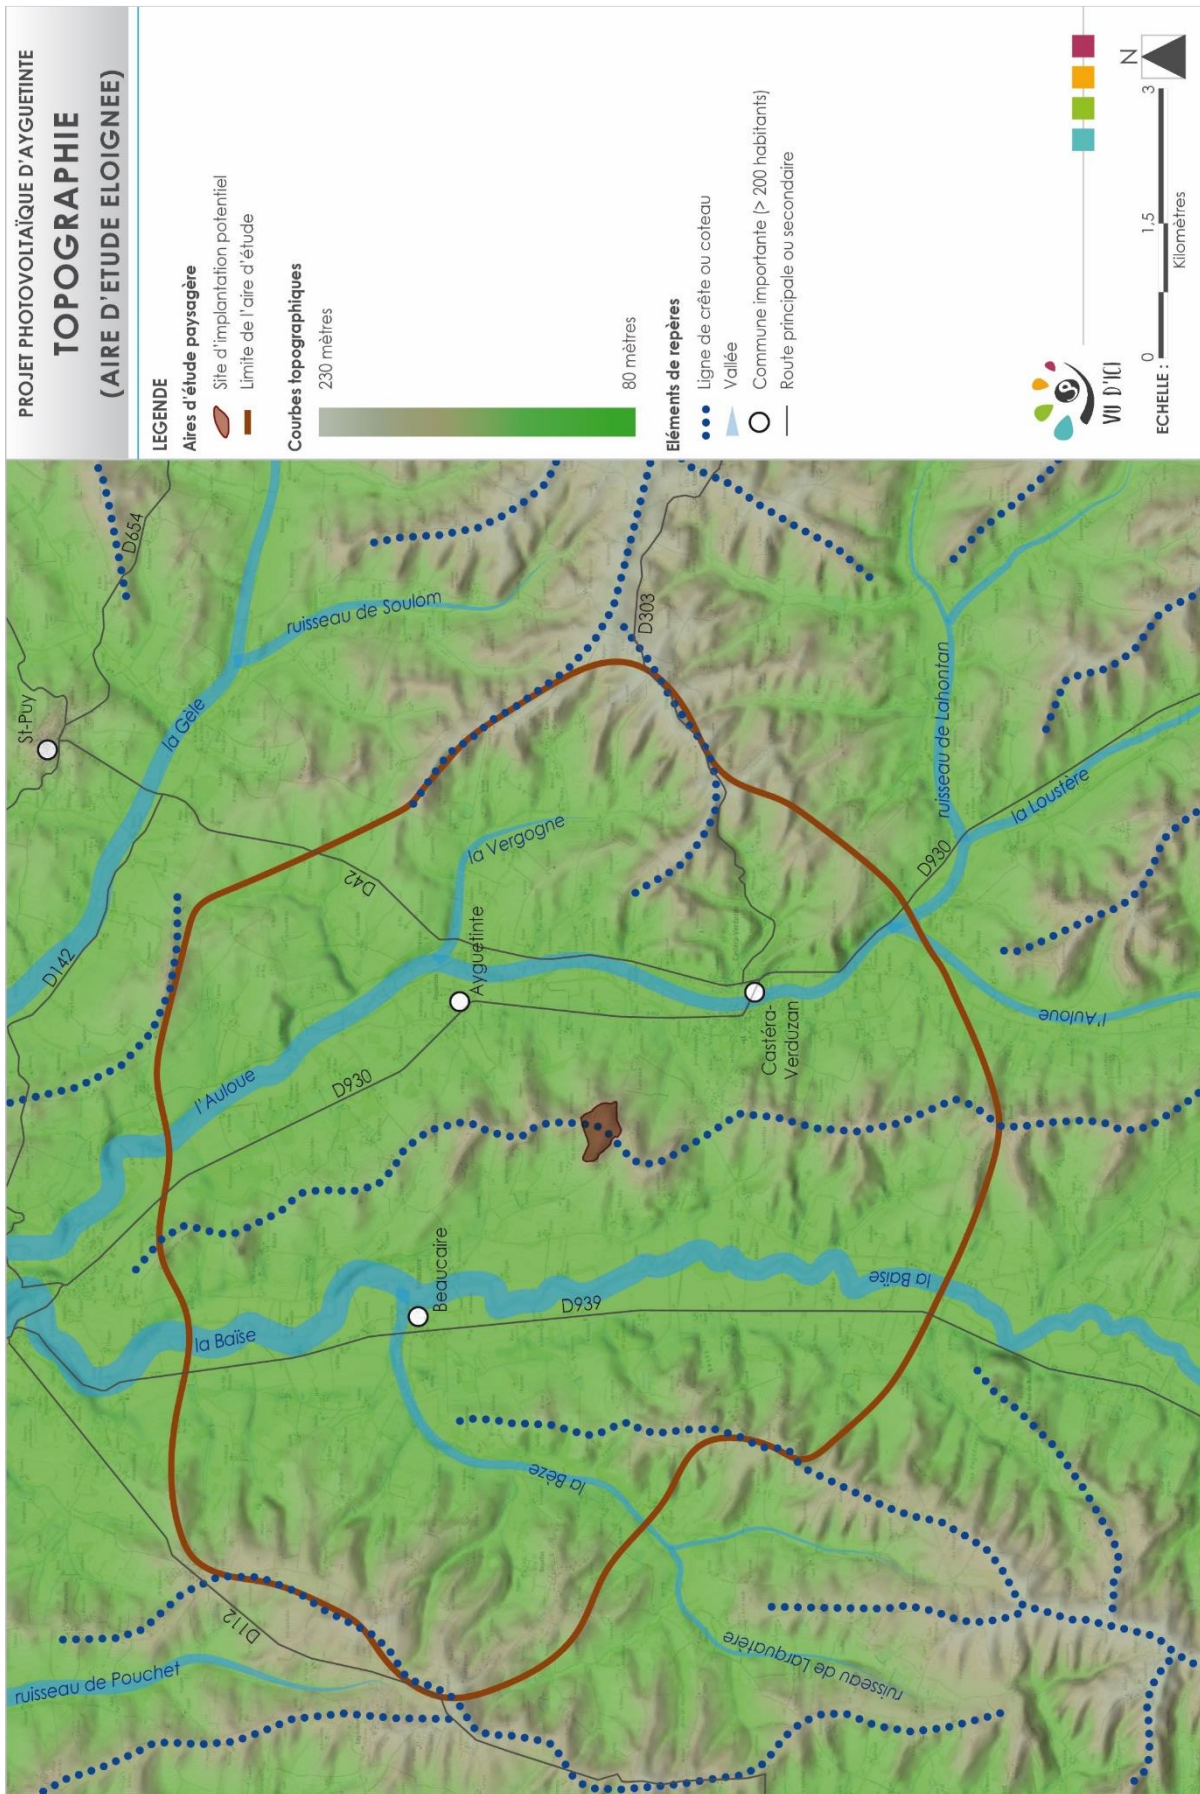 PROJET PHOTOVOLTAÏQUE D'AYGUETINTE
TOPOGRAPHIE
(AIRE D'ETUDE ELOIGNEE)
LEGENDE
Aires d'étude paysagère
Site d'implantation potentiel
Limite de l'aire d'étude
Courbes topographiques
230 mètres
80 mètres
Eléments de repères
Ligne de crête ou coteau
Vallée
Commune importante (> 200 habitants)
Route principale ou secondaire
VU D'ICI
ECHELLE :
0
1,5
3
Kilomètres
N
ruisseau de Pouchet
D112
la Baïse
l'Auloue
D142
la Gèle
St-Puy
D654
D930
D42
ruisseau de Soulom
Beaucaire
Ayguetinte
la Vergogne
la Bèze
D939
D303
Castéra-
Verduzan
ruisseau de Larquatère
la Baïse
l'Auloue
D930
ruisseau de Lahontan
la Loustère